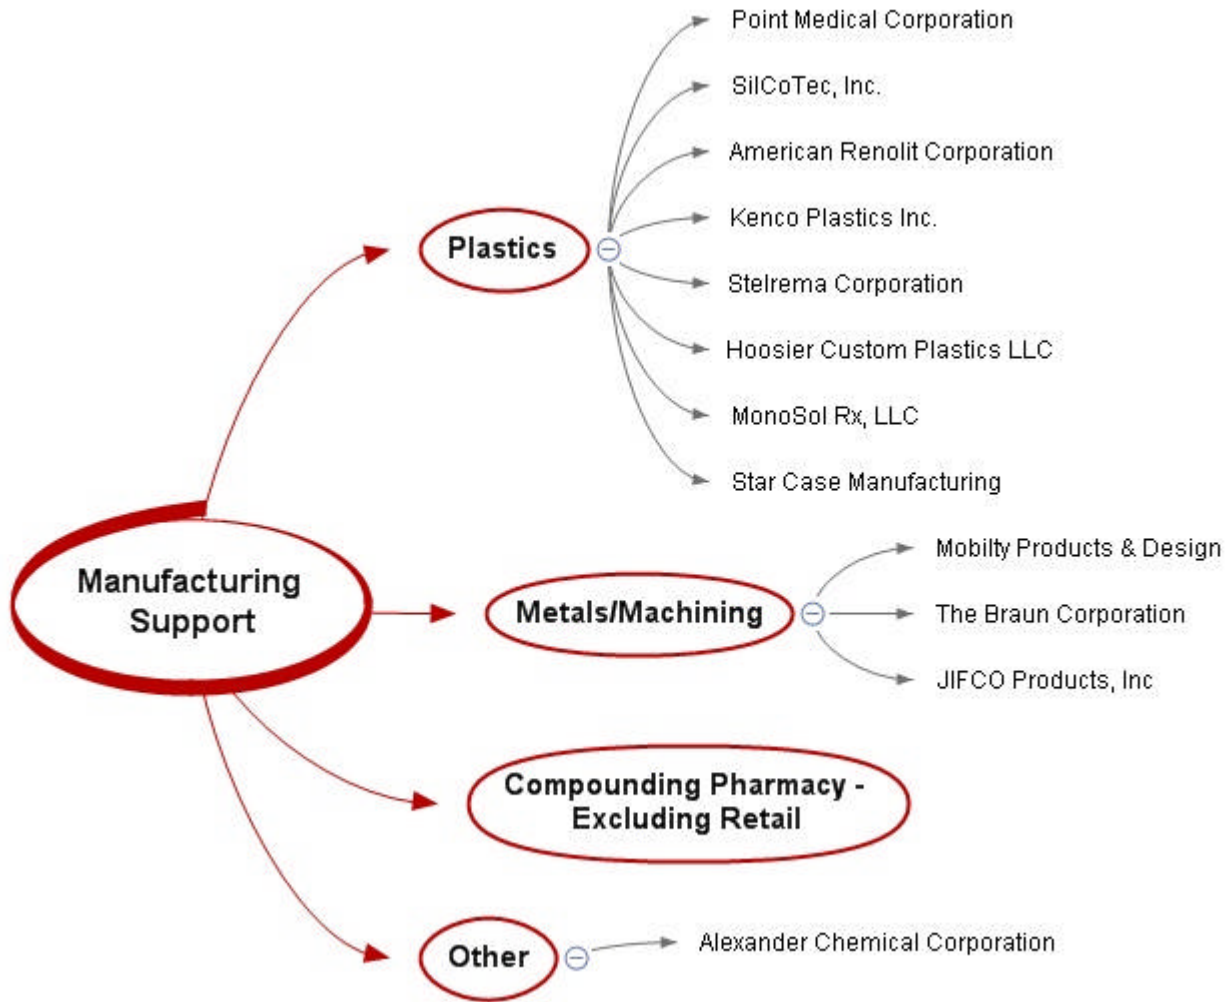 Point Medical Corporation
SilCoTec, Inc.
American Renolit Corporation
Kenco Plastics Inc.
Plastics
Stelrema Corporation
Hoosier Custom Plastics LLC
MonoSol Rx, LLC
Star Case Manufacturing
Manufacturing
Support
Mobilty Products & Design
Metals/Machining
The Braun Corporation
JIFCO Products, Inc
Compounding Pharmacy -
Excluding Retail
Other
Alexander Chemical Corporation